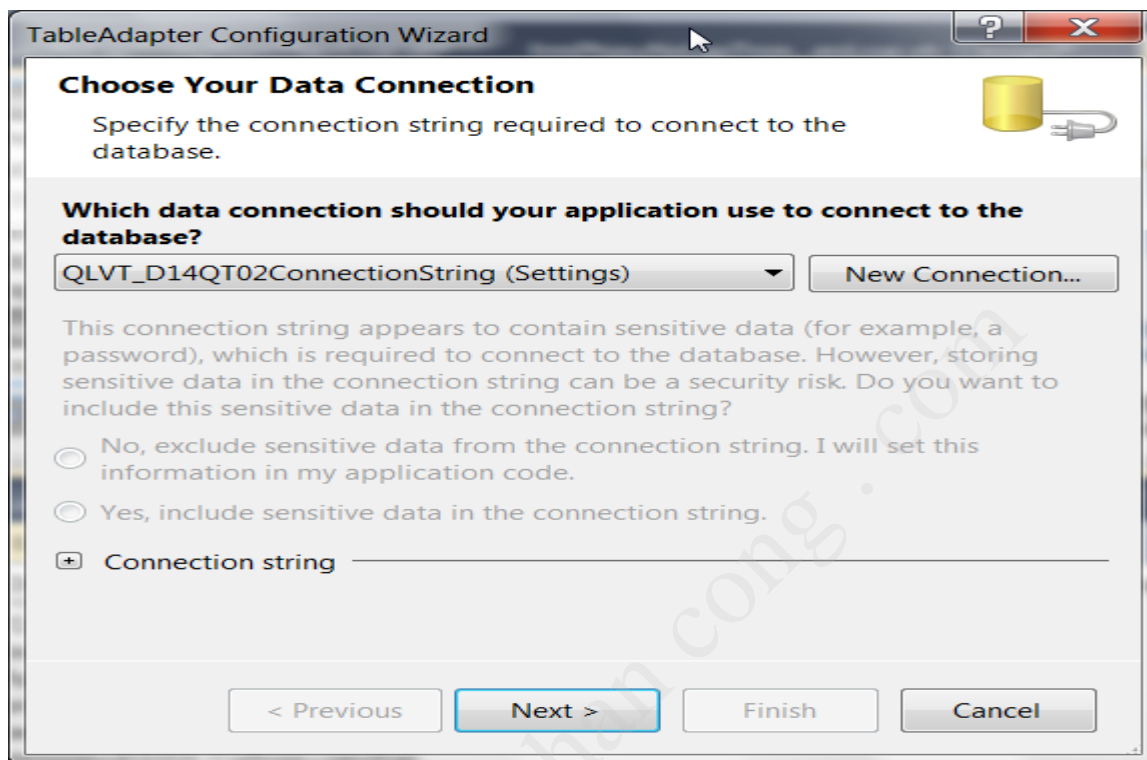 TableAdapter Configuration Wizard
?
X
Choose Your Data Connection
Specify the connection string required to connect to the
database.
Which data connection should your application use to connect to the
database?
QLVT_D14QT02ConnectionString (Settings)
New Connection...
This connection string appears to contain sensitive data (for example, a
password), which is required to connect to the database. However, storing
sensitive data in the connection string can be a security risk. Do you want to
include this sensitive data in the connection string?
No, exclude sensitive data from the connection string. I will set this
information in my application code.
Yes, include sensitive data in the connection string.
+ Connection string
< Previous
Next >
Finish
Cancel
han cong . com